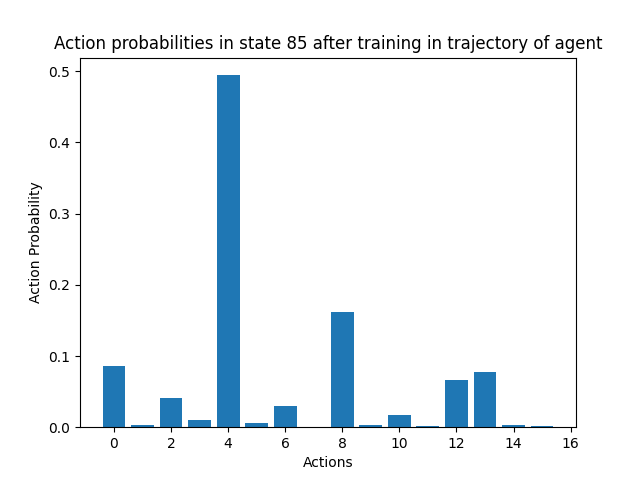 Action probabilities in state 85 after training in trajectory of agent
0.5
0.4
0.3
0.2
0.1
0.0
Action Probability
0 2 4 6 8 10 12 14 16
Actions